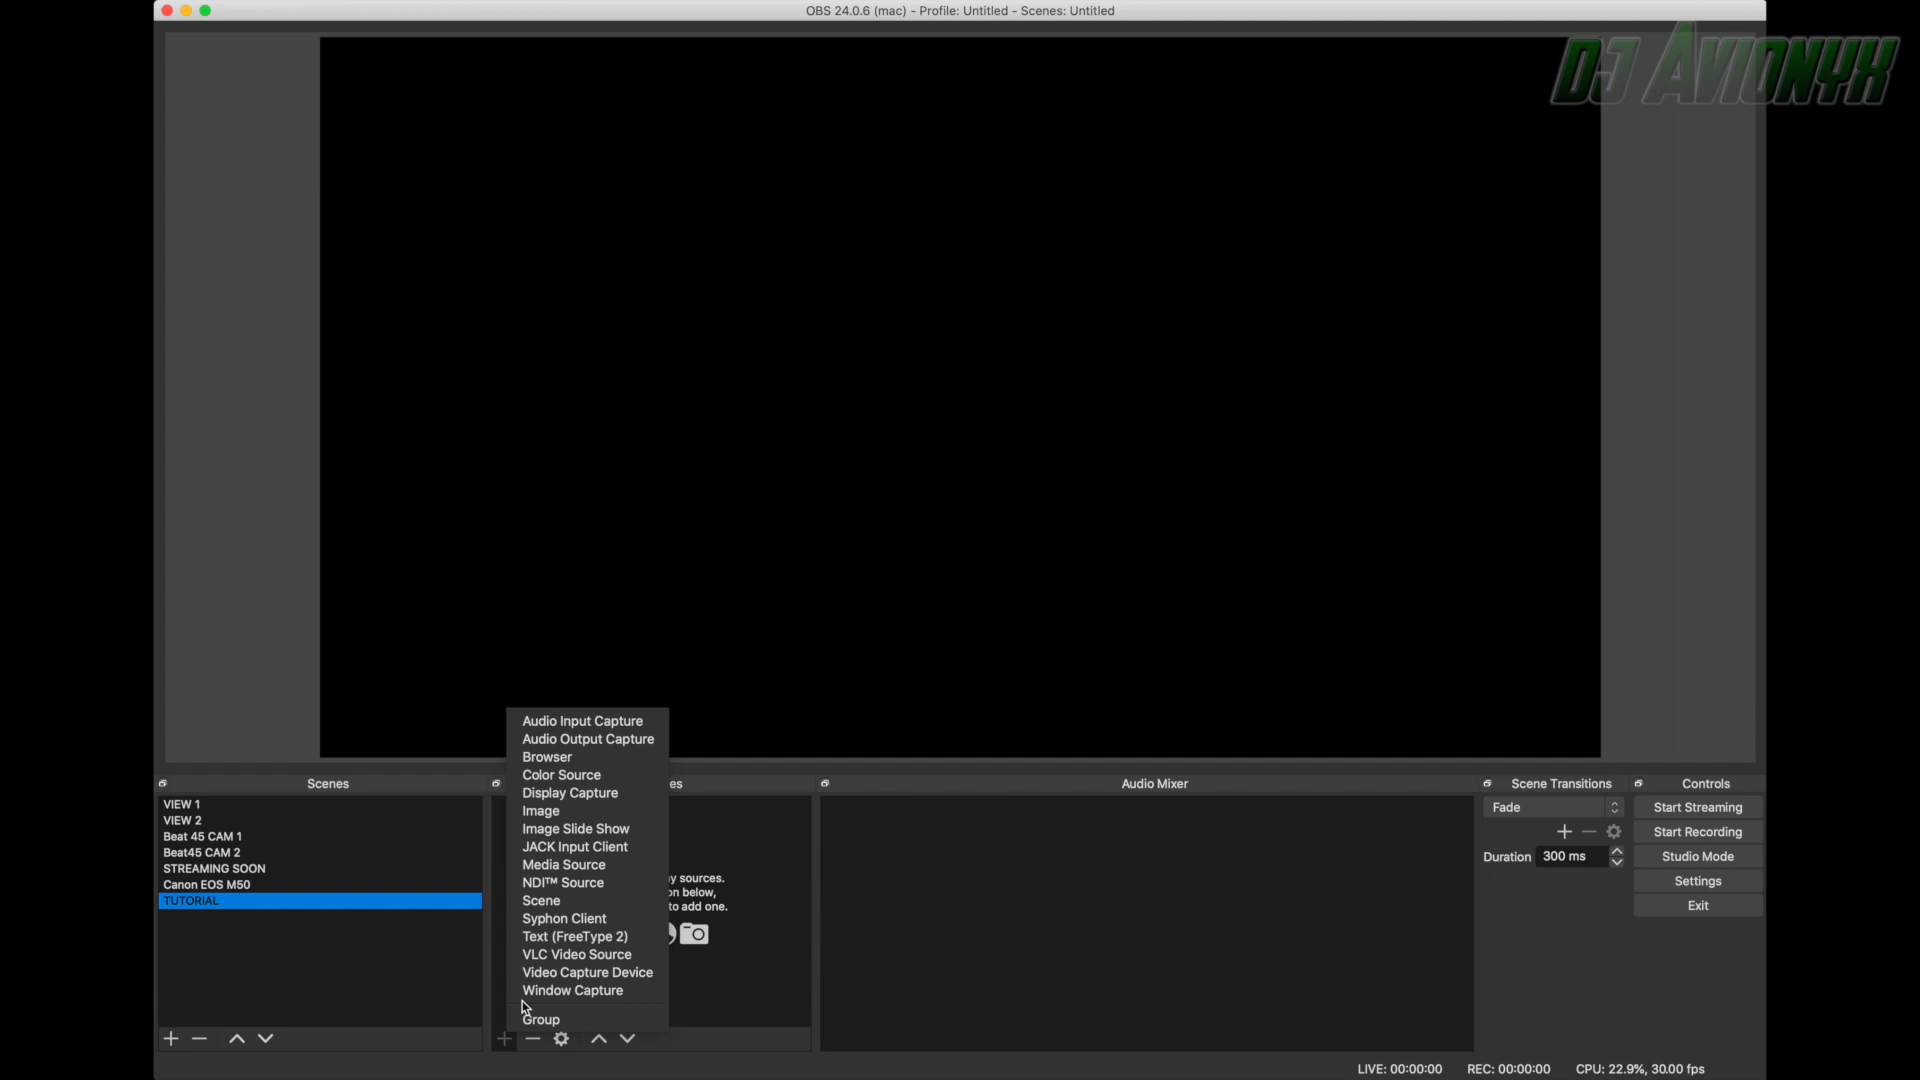 OBS 24.0.6 (mac) - Profile: Untitled - Scenes: Untitled
DJ AVIONYX
Audio Input Capture
Audio Output Capture
Browser
Color Source
Display Capture
Image
Image Slide Show
JACK Input Client
Media Source
NDI™ Source
Scene
Syphon Client
Text (FreeType 2)
VLC Video Source
Video Capture Device
Window Capture
Group
Scenes
VIEW 1
VIEW 2
Beat 45 CAM 1
Beat45 CAM 2
STREAMING SOON
Canon EOS M50
TUTORIAL
es
y sources.
on below,
to add one.
Audio Mixer
Scene Transitions
Fade
Duration 300 ms
Controls
Start Streaming
Start Recording
Studio Mode
Settings
Exit
LIVE: 00:00:00 REC: 00:00:00 CPU: 22.9%, 30.00 fps